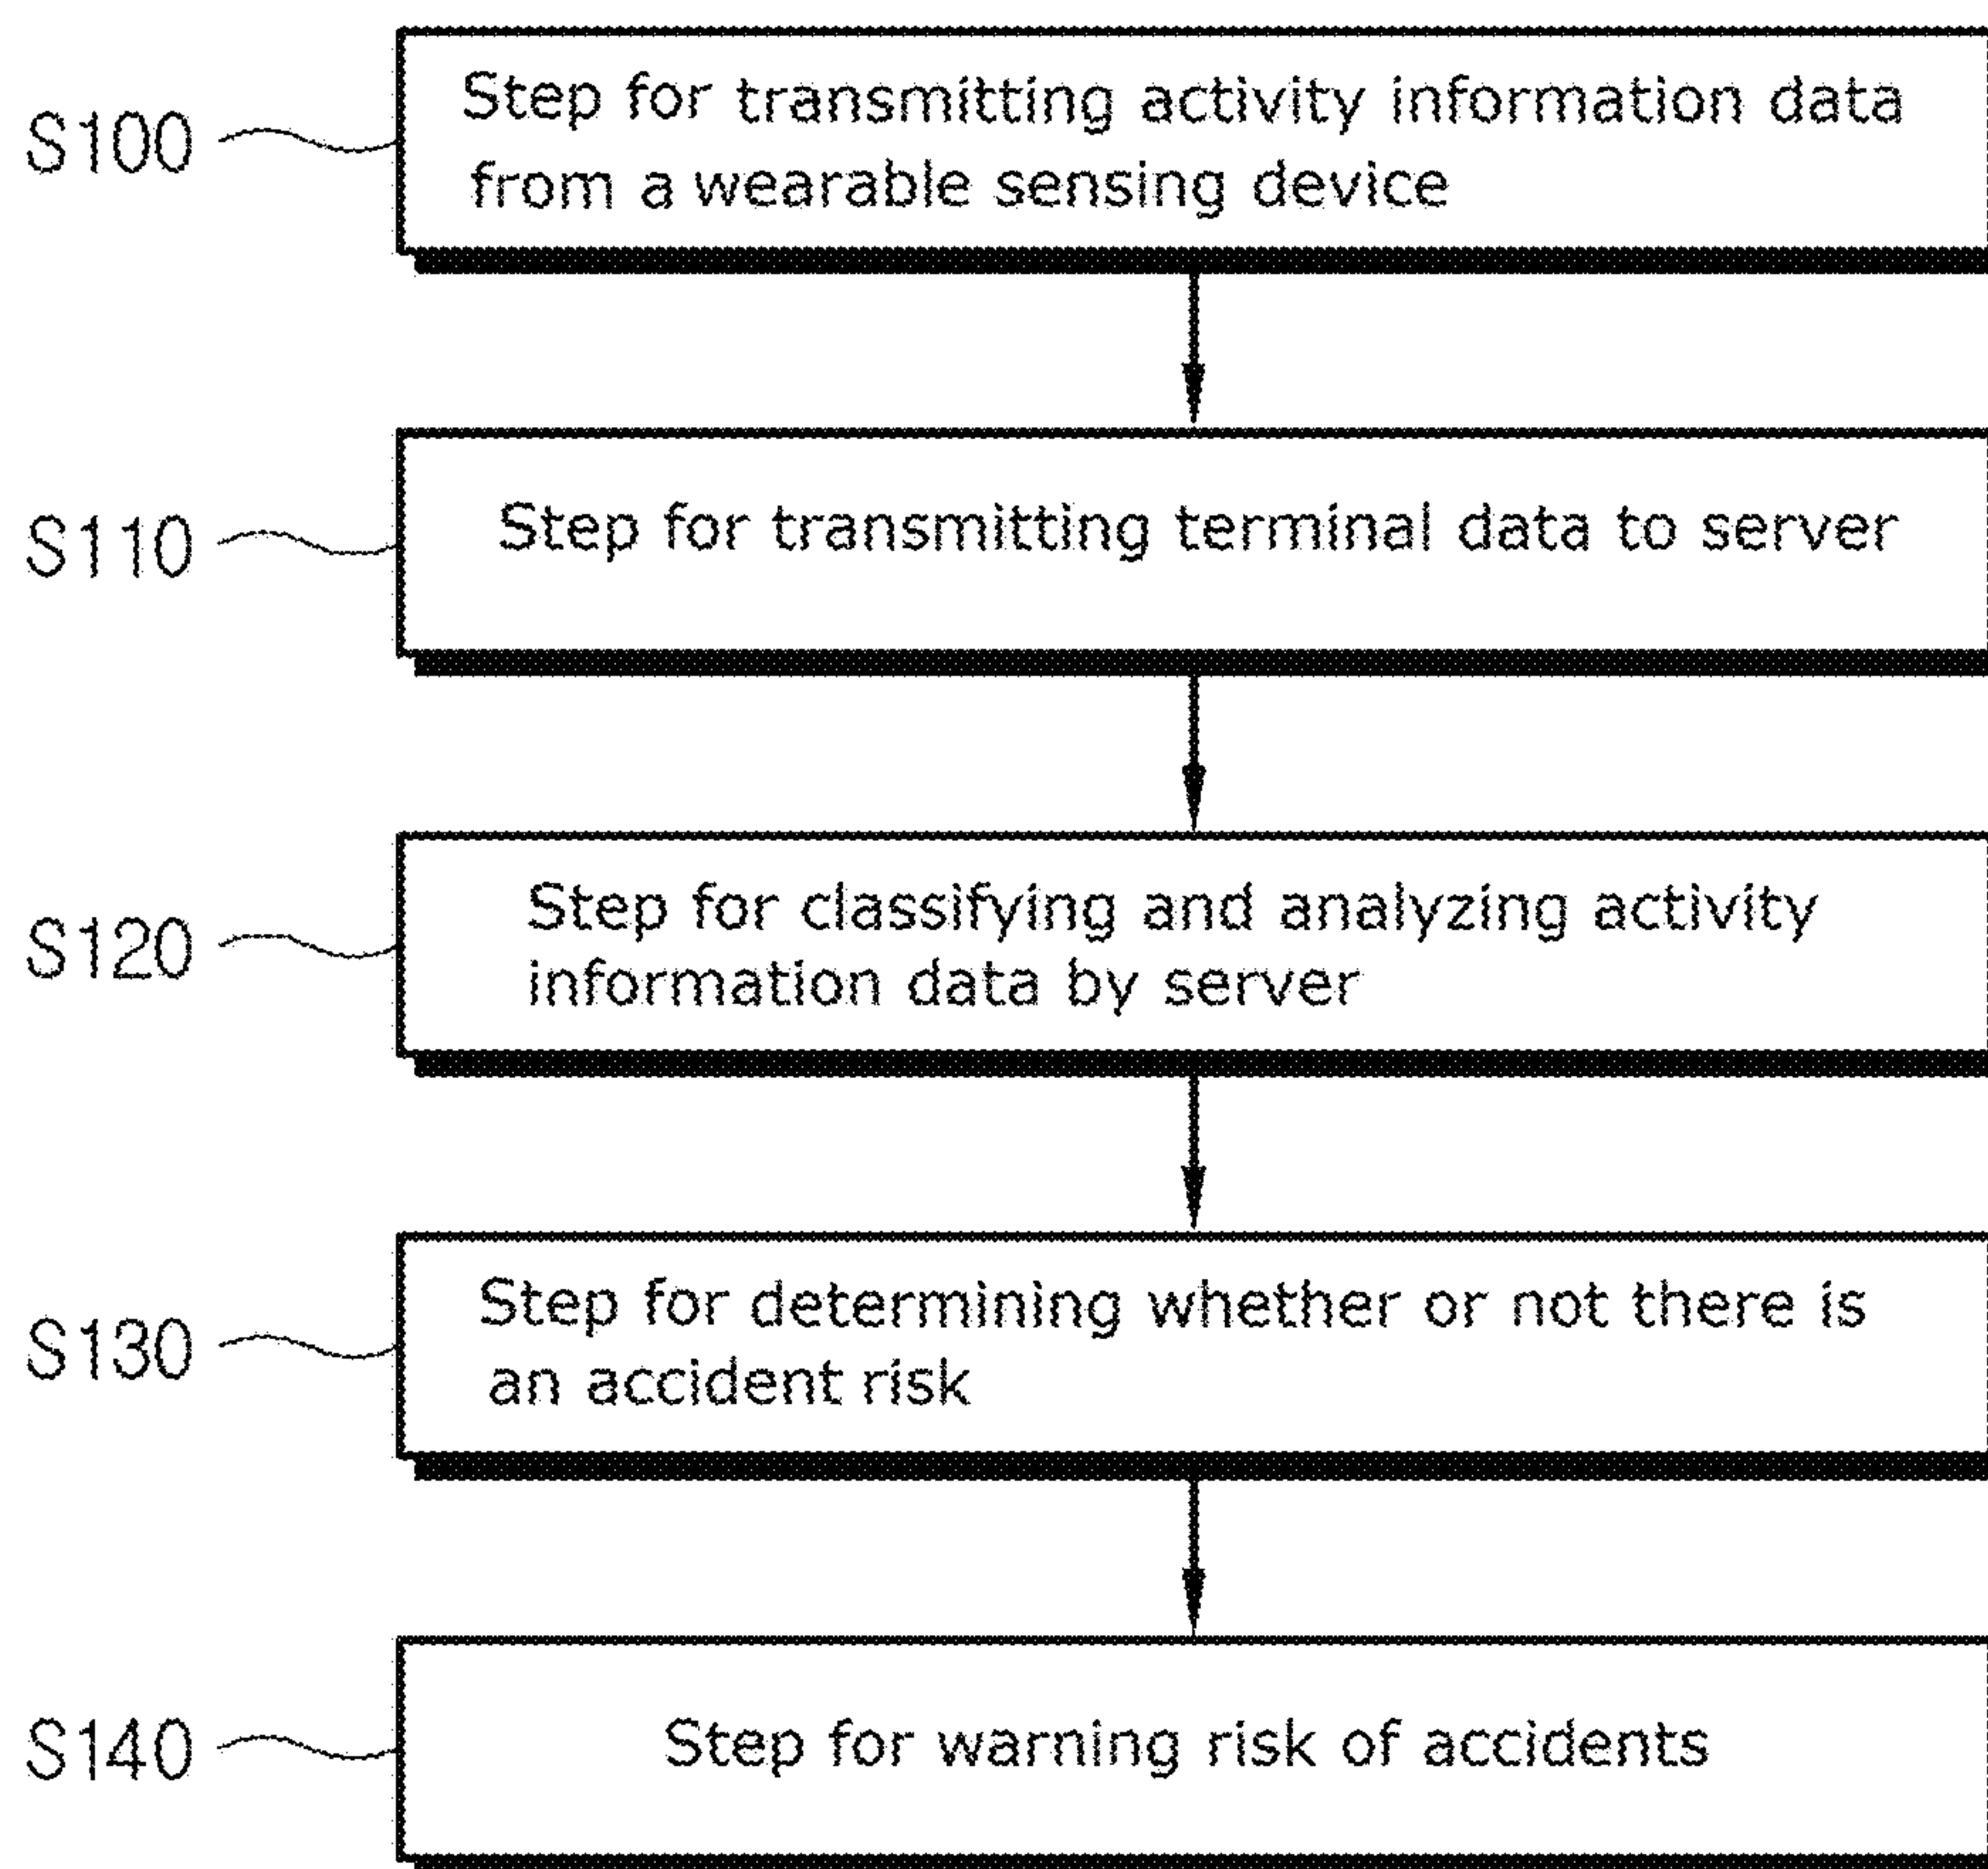 S100
Step for transmitting activity information data
from a wearable sensing device
S110
Step for transmitting terminal data to server
S120
Step for classifying and analyzing activity
information data by server
S130
Step for determining whether or not there is
an accident risk
S140
Step for warning risk of accidents